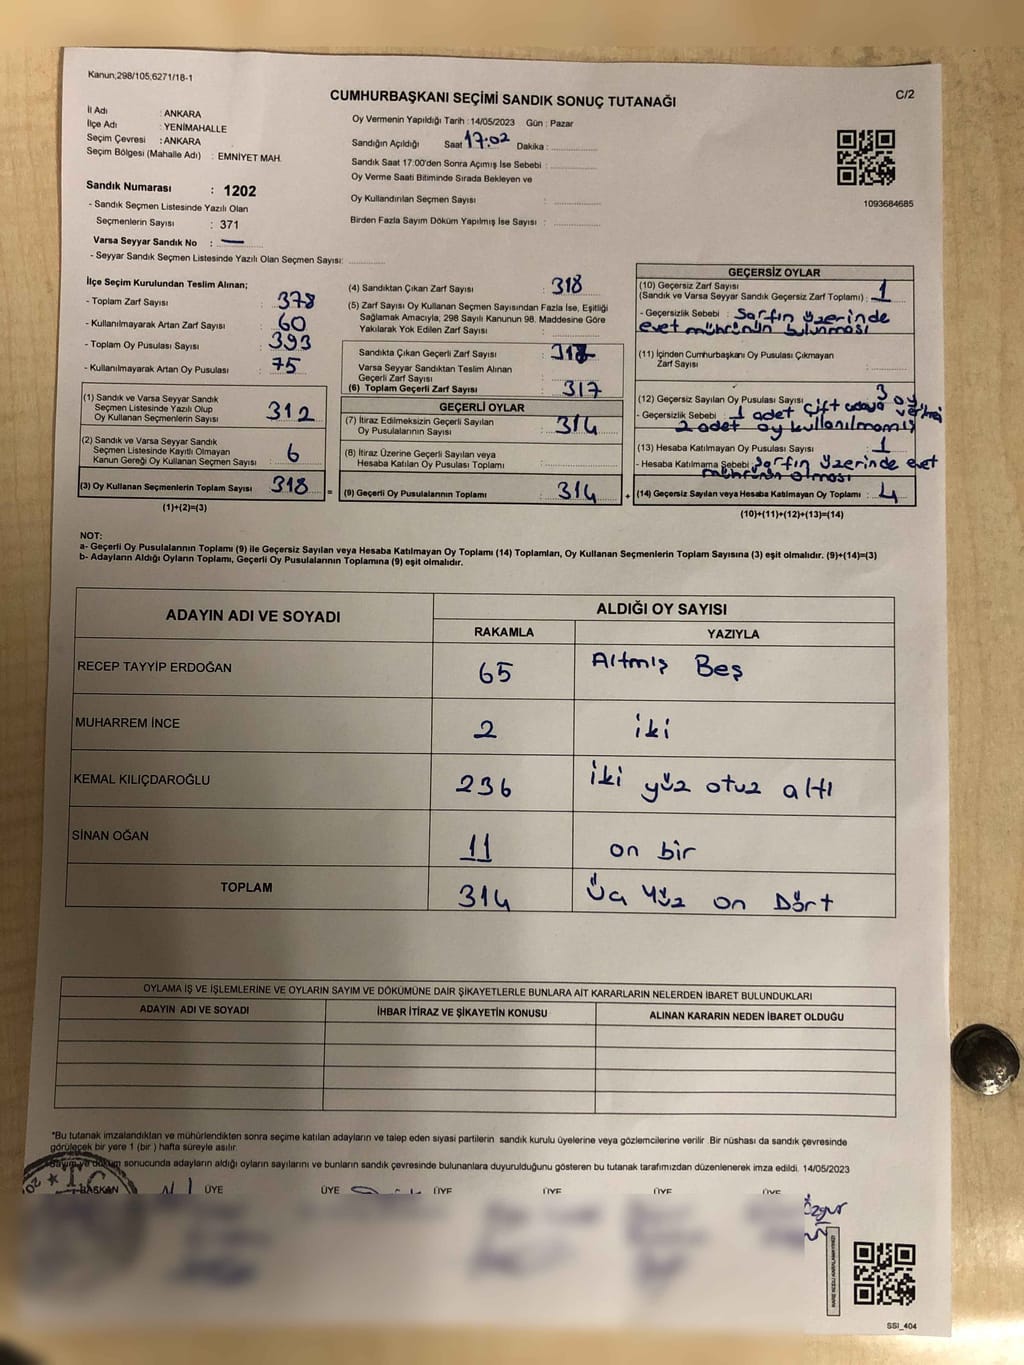 Kanun,298/105,6271/18-1
C/2
CUMHURBAŞKANI SEÇİMİ SANDIK SONUÇ TUTANAĞI
İl Adı : ANKARA
İlçe Adı : YENİMAHALLE
Seçim Çevresi : ANKARA
Seçim Bölgesi (Mahalle Adı) : EMNİYET MAH.
Sandık Numarası : 1202
- Sandık Seçmen Listesinde Yazılı Olan
Seçmenlerin Sayısı : 371
Varsa Seyyar Sandık No : —
- Seyyar Sandık Seçmen Listesinde Yazılı Olan Seçmen Sayısı:
Oy Vermenin Yapıldığı Tarih : 14/05/2023 Gün : Pazar
Sandığın Açıldığı Saat 17:02 Dakika :
Sandık Saat 17:00'den Sonra Açımış İse Sebebi :
Oy Verme Saati Bitiminde Sırada Bekleyen ve
Oy Kullandırılan Seçmen Sayısı :
Birden Fazla Sayım Döküm Yapılmış İse Sayısı :
1093684685
İlçe Seçim Kurulundan Teslim Alınan;
- Toplam Zarf Sayısı : 378
- Kullanılmayarak Artan Zarf Sayısı : 60
- Toplam Oy Pusulası Sayısı : 393
- Kullanılmayarak Artan Oy Pusulası : 75
(1) Sandık ve Varsa Seyyar Sandık
Seçmen Listesinde Yazılı Olup
Oy Kullanan Seçmenlerin Sayısı : 312
(2) Sandık ve Varsa Seyyar Sandık
Seçmen Listesinde Kayıtlı Olmayan
Kanun Gereği Oy Kullanan Seçmen Sayısı : 6
(3) Oy Kullanan Seçmenlerin Toplam Sayısı : 318 =
(1)+(2)=(3)
(4) Sandıktan Çıkan Zarf Sayısı : 318
(5) Zarf Sayısı Oy Kullanan Seçmen Sayısından Fazla İse, Eşitliği
Sağlamak Amacıyla, 298 Sayılı Kanunun 98. Maddesine Göre
Yakılarak Yok Edilen Zarf Sayısı :
Sandıkta Çıkan Geçerli Zarf Sayısı :
Varsa Seyyar Sandıktan Teslim Alınan
Geçerli Zarf Sayısı
(6) Toplam Geçerli Zarf Sayısı : 317
GEÇERLİ OYLAR
(7) İtiraz Edilmeksizin Geçerli Sayılan
Oy Pusulalarının Sayısı : 314
(8) İtiraz Üzerine Geçerli Sayılan veya
Hesaba Katılan Oy Pusulası Toplamı :
(9) Geçerli Oy Pusulalarının Toplamı : 314 +
GEÇERSİZ OYLAR
(10) Geçersiz Zarf Sayısı
(Sandık ve Varsa Seyyar Sandık Geçersiz Zarf Toplamı) : 1
- Geçersizlik Sebebi : Sarfın üzerinde
evet mührünün bulunması
(11) İçinden Cumhurbaşkanı Oy Pusulası Çıkmayan
Zarf Sayısı :
(12) Geçersiz Sayılan Oy Pusulası Sayısı : 3 oy
- Geçersizlik Sebebi : 1 adet çift adaya
2 adet oy kullanılmamış
(13) Hesaba Katılmayan Oy Pusulası Sayısı : 1
- Hesaba Katılmama Sebebi : Sarfın üzerinde evet
mührünün olması
(14) Geçersiz Sayılan veya Hesaba Katılmayan Oy Toplamı : 4
(10)+(11)+(12)+(13)=(14)
NOT:
a- Geçerli Oy Pusulalarının Toplamı (9) ile Geçersiz Sayılan veya Hesaba Katılmayan Oy Toplamı (14) Toplamları, Oy Kullanan Seçmenlerin Toplam Sayısına (3) eşit olmalıdır. (9)+(14)=(3)
b- Adayların Aldığı Oyların Toplamı, Geçerli Oy Pusulalarının Toplamına (9) eşit olmalıdır.
ADAYIN ADI VE SOYADI
ALDIĞI OY SAYISI
RAKAMLA YAZIYLA
RECEP TAYYİP ERDOĞAN 65 Altmış Beş
MUHARREM İNCE 2 iki
KEMAL KILIÇDAROĞLU 236 iki yüz otuz altı
SİNAN OĞAN 11 on bir
TOPLAM 314 Üç Yüz on Dört
OYLAMA İŞ VE İŞLEMLERİNE VE OYLARIN SAYIM VE DÖKÜMÜNE DAİR ŞİKAYETLERLE BUNLARA AİT KARARLARIN NELERDEN İBARET BULUNDUKLARI
ADAYIN ADI VE SOYADI İHBAR İTİRAZ VE ŞİKAYETİN KONUSU ALINAN KARARIN NEDEN İBARET OLDUĞU
*Bu tutanak imzalandıktan ve mühürlendikten sonra seçime katılan adayların ve talep eden siyasi partilerin sandık kurulu üyelerine veya gözlemcilerine verilir .Bir nüshası da sandık çevresinde
görülecek bir yere 1 (bir ) hafta süreyle asılır.
Sayım ve döküm sonucunda adayların aldığı oyların sayılarını ve bunların sandık çevresinde bulunanlara duyurulduğunu gösteren bu tutanak tarafımızdan düzenlenerek imza edildi. 14/05/2023
BAŞKAN ÜYE ÜYE ÜYE ÜYE ÜYE ÜYE
T.C.
Özgür
SSI_404